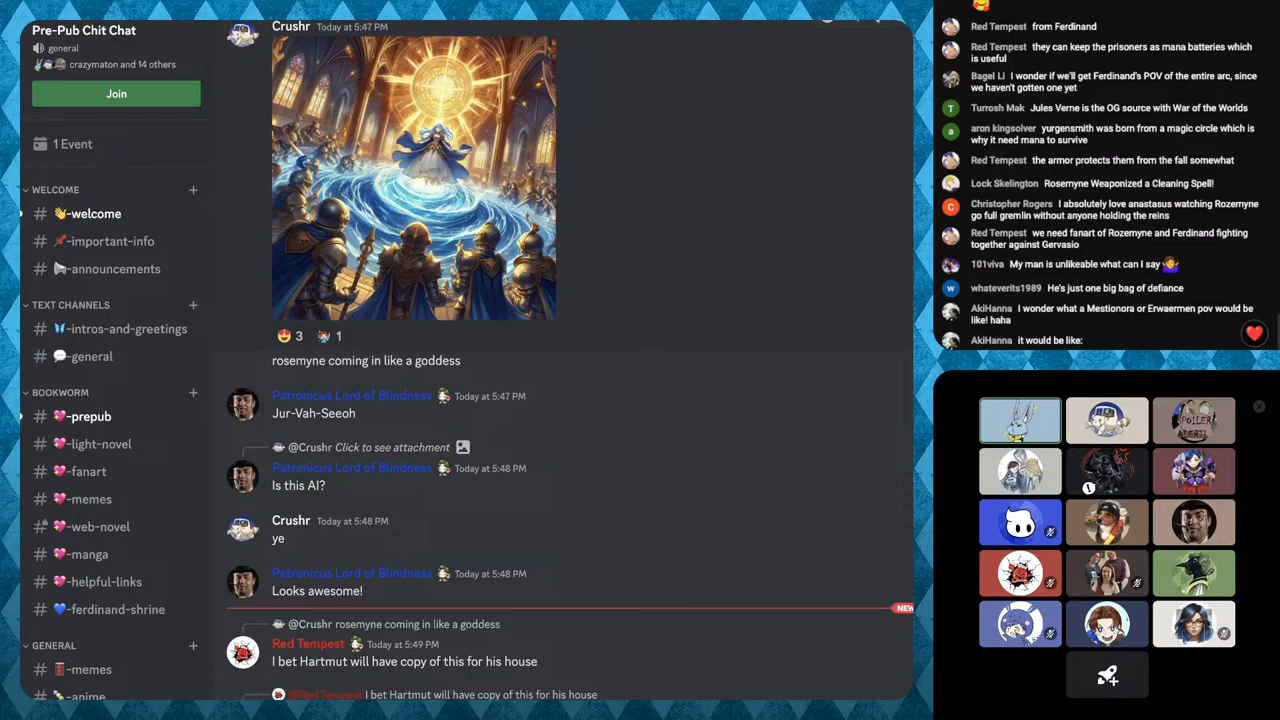 Pre-Pub Chit Chat
general
crazymaton and 14 others
Join
1 Event
WELCOME
# 👋-welcome
# 📌-important-info
# 📢-announcements
TEXT CHANNELS
# 🦋-intros-and-greetings
# 💬-general
BOOKWORM
# 💖-prepub
# 💖-light-novel
# 💖-fanart
# 💖-memes
# 💖-web-novel
# 💖-manga
# 💖-helpful-links
# 💙-ferdinand-shrine
GENERAL
-memes
-anime
Crushr Today at 5:47 PM
😍 3 1
rosemyne coming in like a goddess
Patronicus Lord of Blindness Today at 5:47 PM
Jur-Vah-Seeoh
@Crushr Click to see attachment
Patronicus Lord of Blindness Today at 5:48 PM
Is this AI?
Crushr Today at 5:48 PM
ye
Patronicus Lord of Blindness Today at 5:48 PM
Looks awesome!
NEW
@Crushr rosemyne coming in like a goddess
Red Tempest Today at 5:49 PM
I bet Hartmut will have copy of this for his house
@Red Tempest I bet Hartmut will have copy of this for his house
Red Tempest from Ferdinand
Red Tempest they can keep the prisoners as mana batteries which
is useful
Bagel Li I wonder if we'll get Ferdinand's POV of the entire arc, since
we haven't gotten one yet
T Turrosh Mak Jules Verne is the OG source with War of the Worlds
a aron kingsolver yurgensmith was born from a magic circle which is
why it need mana to survive
Red Tempest the armor protects them from the fall somewhat
Lock Skelington Rosemyne Weaponized a Cleaning Spell!
C Christopher Rogers I absolutely love anastasus watching Rozemyne
go full gremlin without anyone holding the reins
Red Tempest we need fanart of Rozemyne and Ferdinand fighting
together against Gervasio
101viva My man is unlikeable what can I say 🤷
w whateverits1989 He's just one big bag of defiance
AkiHanna I wonder what a Mestionora or Erwaermen pov would be
like! haha
AkiHanna it would be like:
SPOILER
ALERT